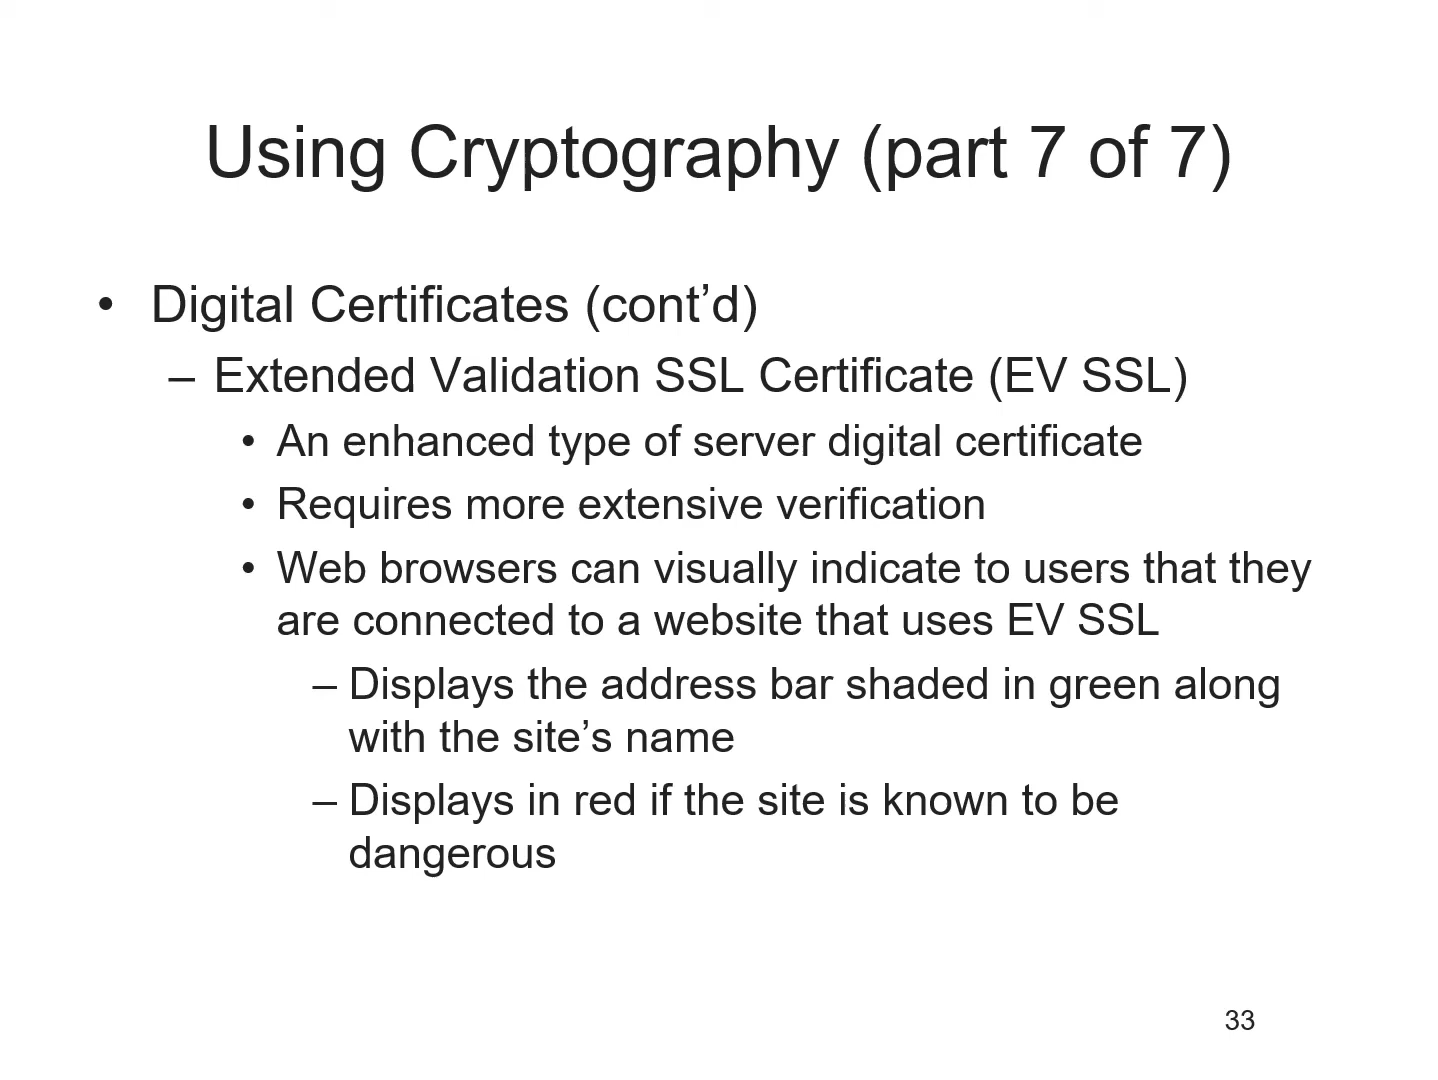 Using Cryptography (part 7 of 7)
• Digital Certificates (cont’d)
– Extended Validation SSL Certificate (EV SSL)
• An enhanced type of server digital certificate
• Requires more extensive verification
• Web browsers can visually indicate to users that they
are connected to a website that uses EV SSL
– Displays the address bar shaded in green along
with the site’s name
– Displays in red if the site is known to be
dangerous
33